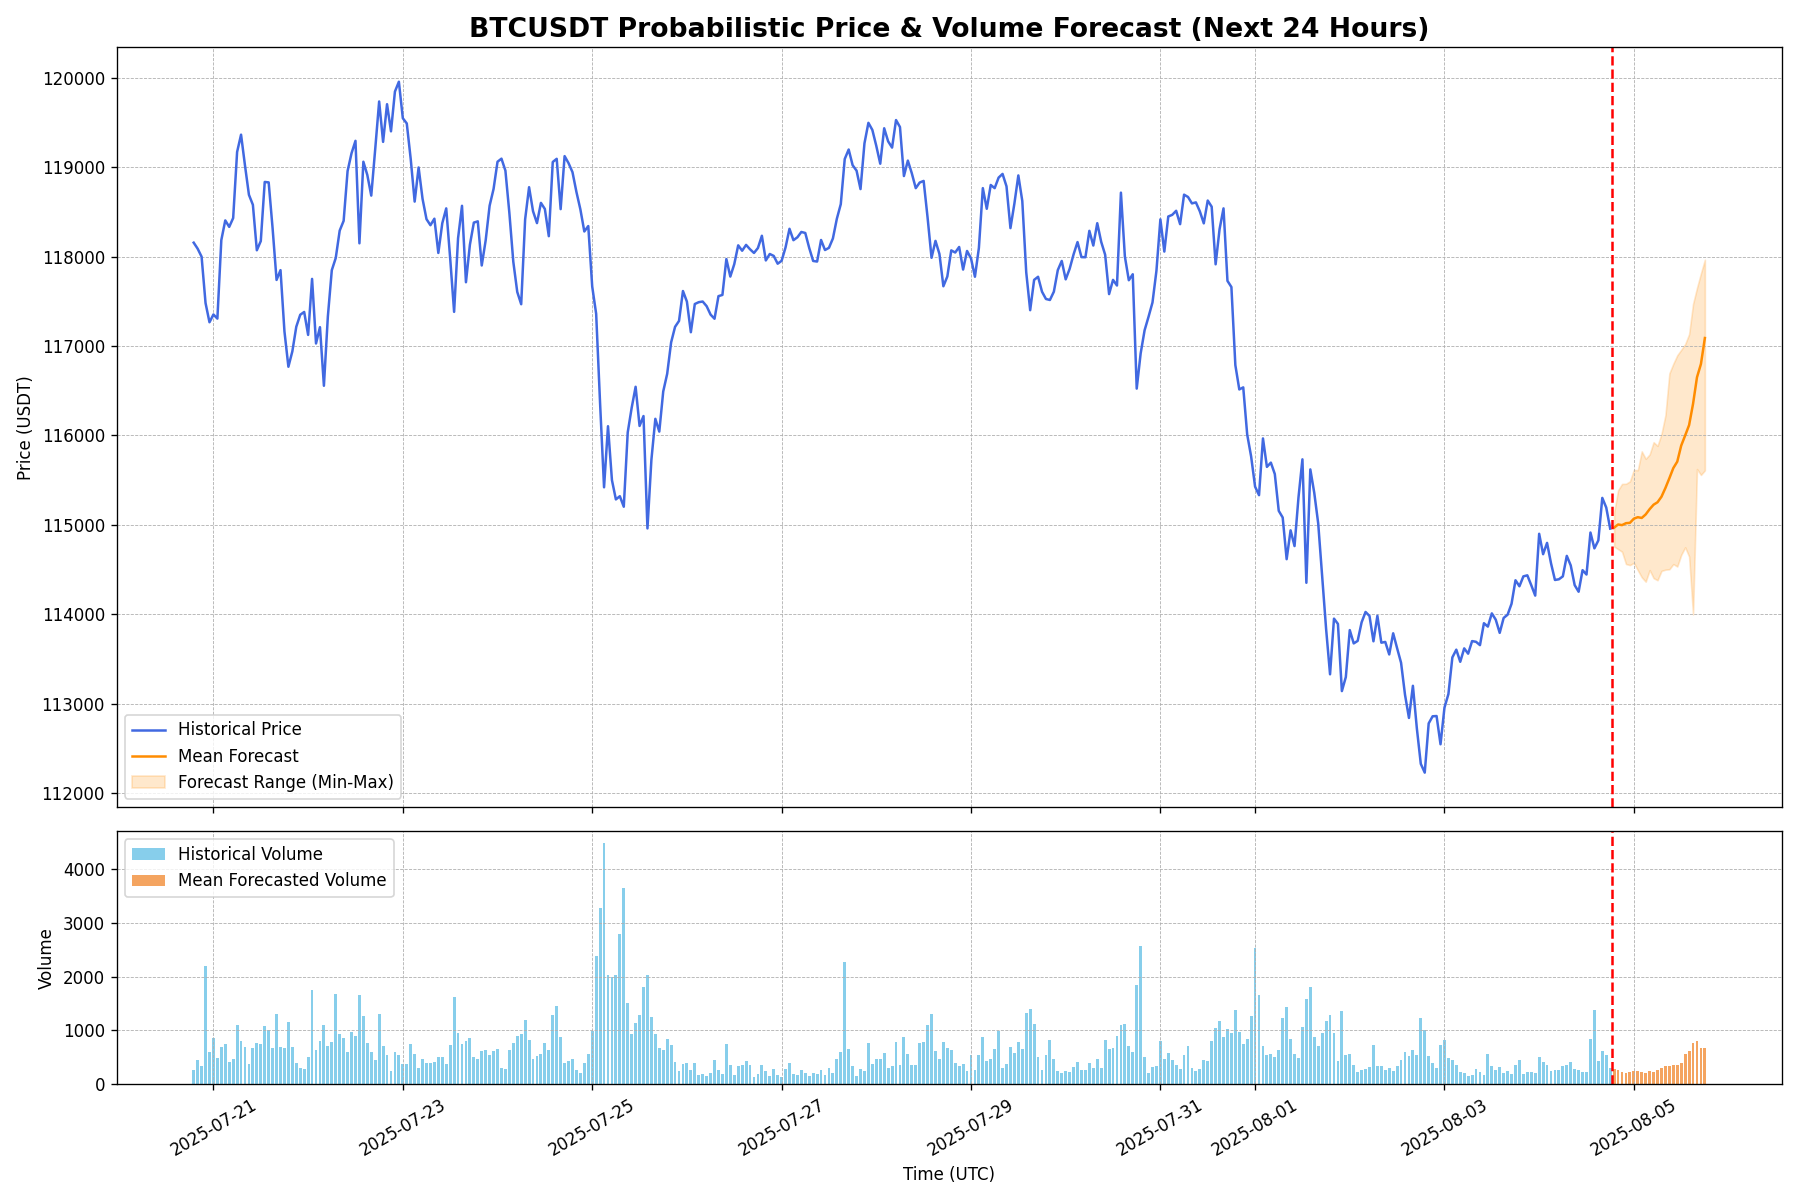 BTCUSDT Probabilistic Price & Volume Forecast (Next 24 Hours)
120000
119000
118000
117000
116000
115000
114000
113000
112000
Price (USDT)
Historical Price
Mean Forecast
Forecast Range (Min-Max)
4000
3000
2000
1000
0
Volume
Historical Volume
Mean Forecasted Volume
2025-07-21
2025-07-23
2025-07-25
2025-07-27
2025-07-29
2025-07-31
2025-08-01
2025-08-03
2025-08-05
Time (UTC)